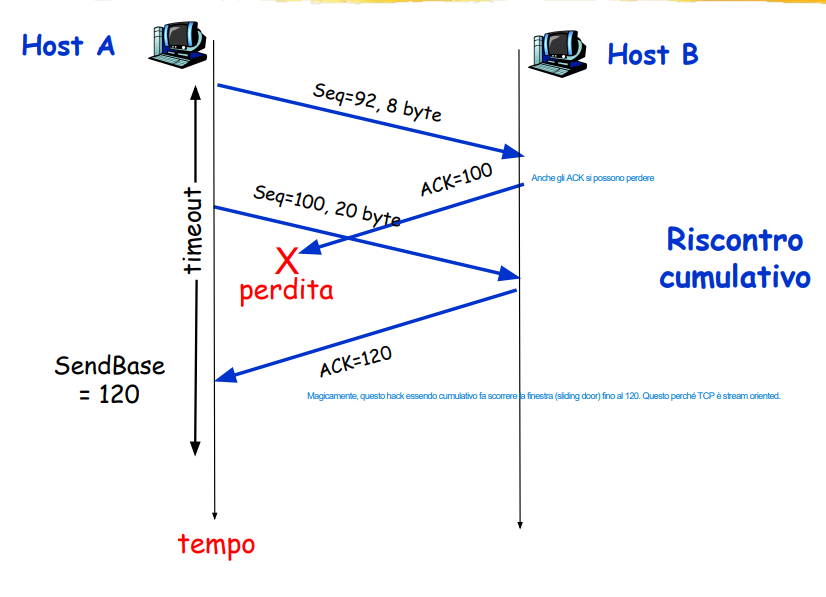 Host A
Host B
Seq=92, 8 byte
ACK=100
Anche gli ACK si possono perdere
Seq=100, 20 byte
timeout
X
perdita
Riscontro
cumulativo
ACK=120
SendBase
= 120
Magicamente, questo hack essendo cumulativo fa scorrere la finestra (sliding door) fino al 120. Questo perché TCP è stream oriented.
tempo